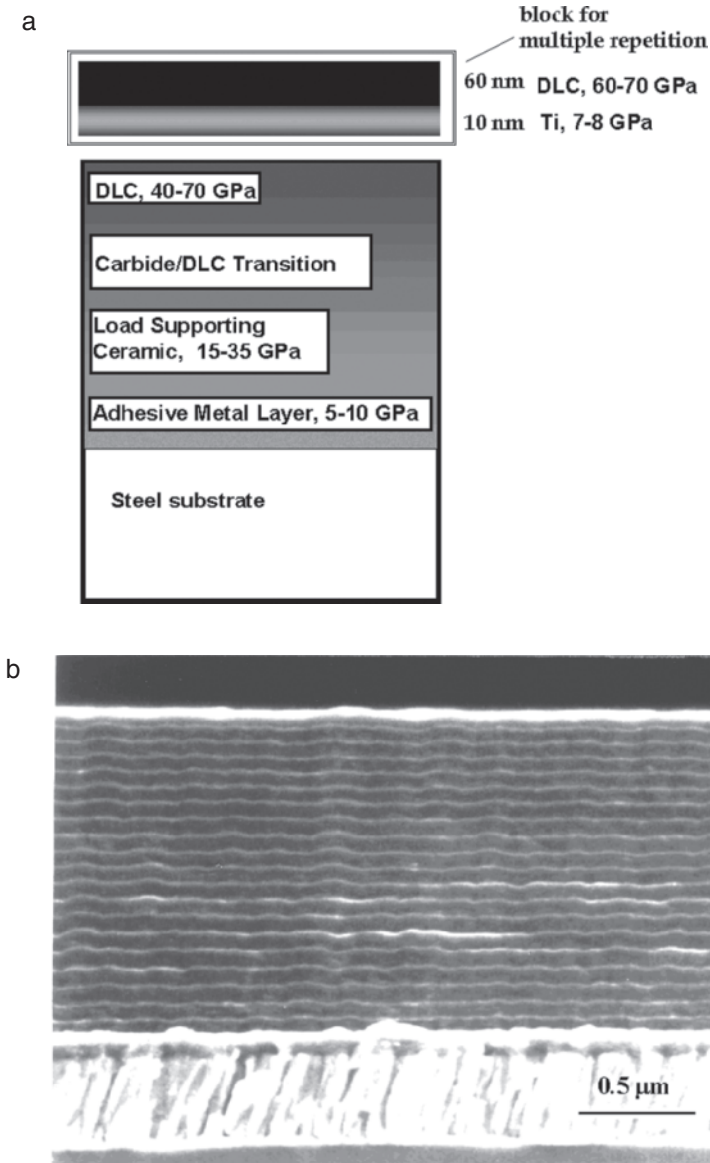 a
block for
multiple repetition
60 nm DLC, 60-70 GPa
10 nm Ti, 7-8 GPa
DLC, 40-70 GPa
Carbide/DLC Transition
Load Supporting
Ceramic, 15-35 GPa
Adhesive Metal Layer, 5-10 GPa
Steel substrate
b
0.5 μm